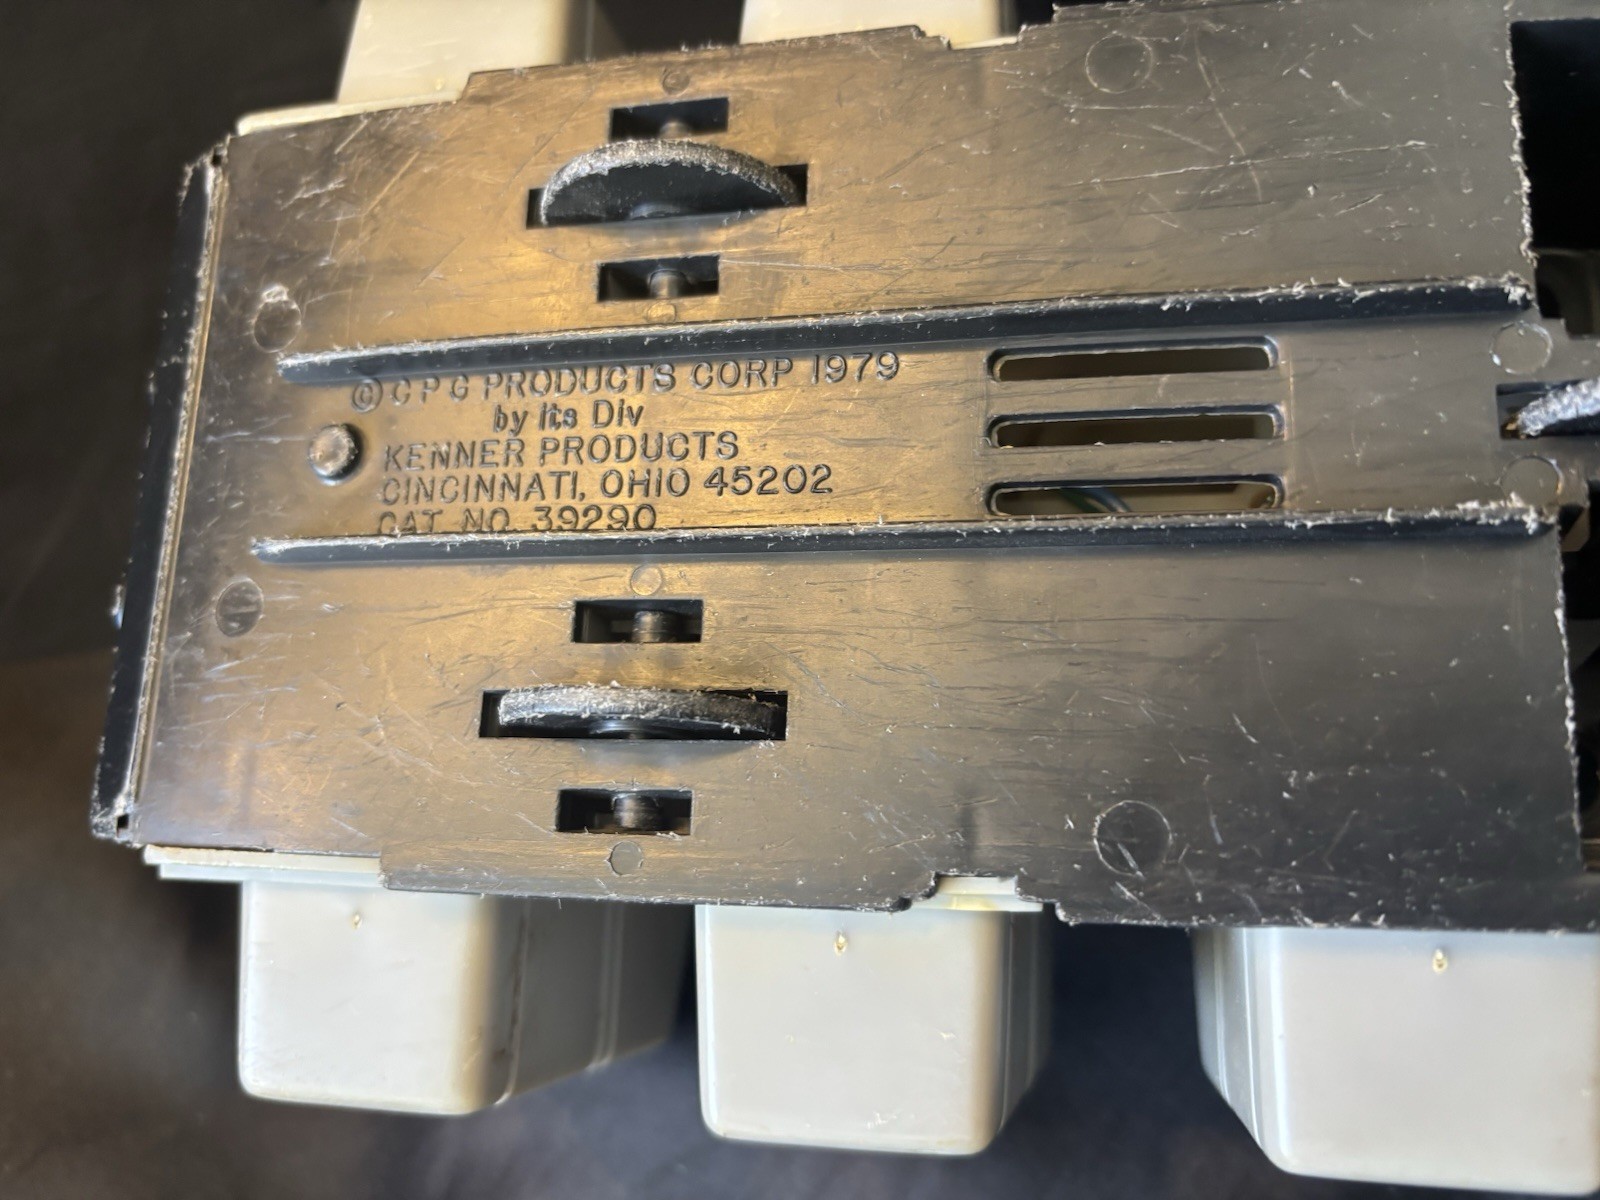 © C P G PRODUCTS CORP 1979
by its Div
KENNER PRODUCTS
CINCINNATI, OHIO 45202
CAT NO 39290